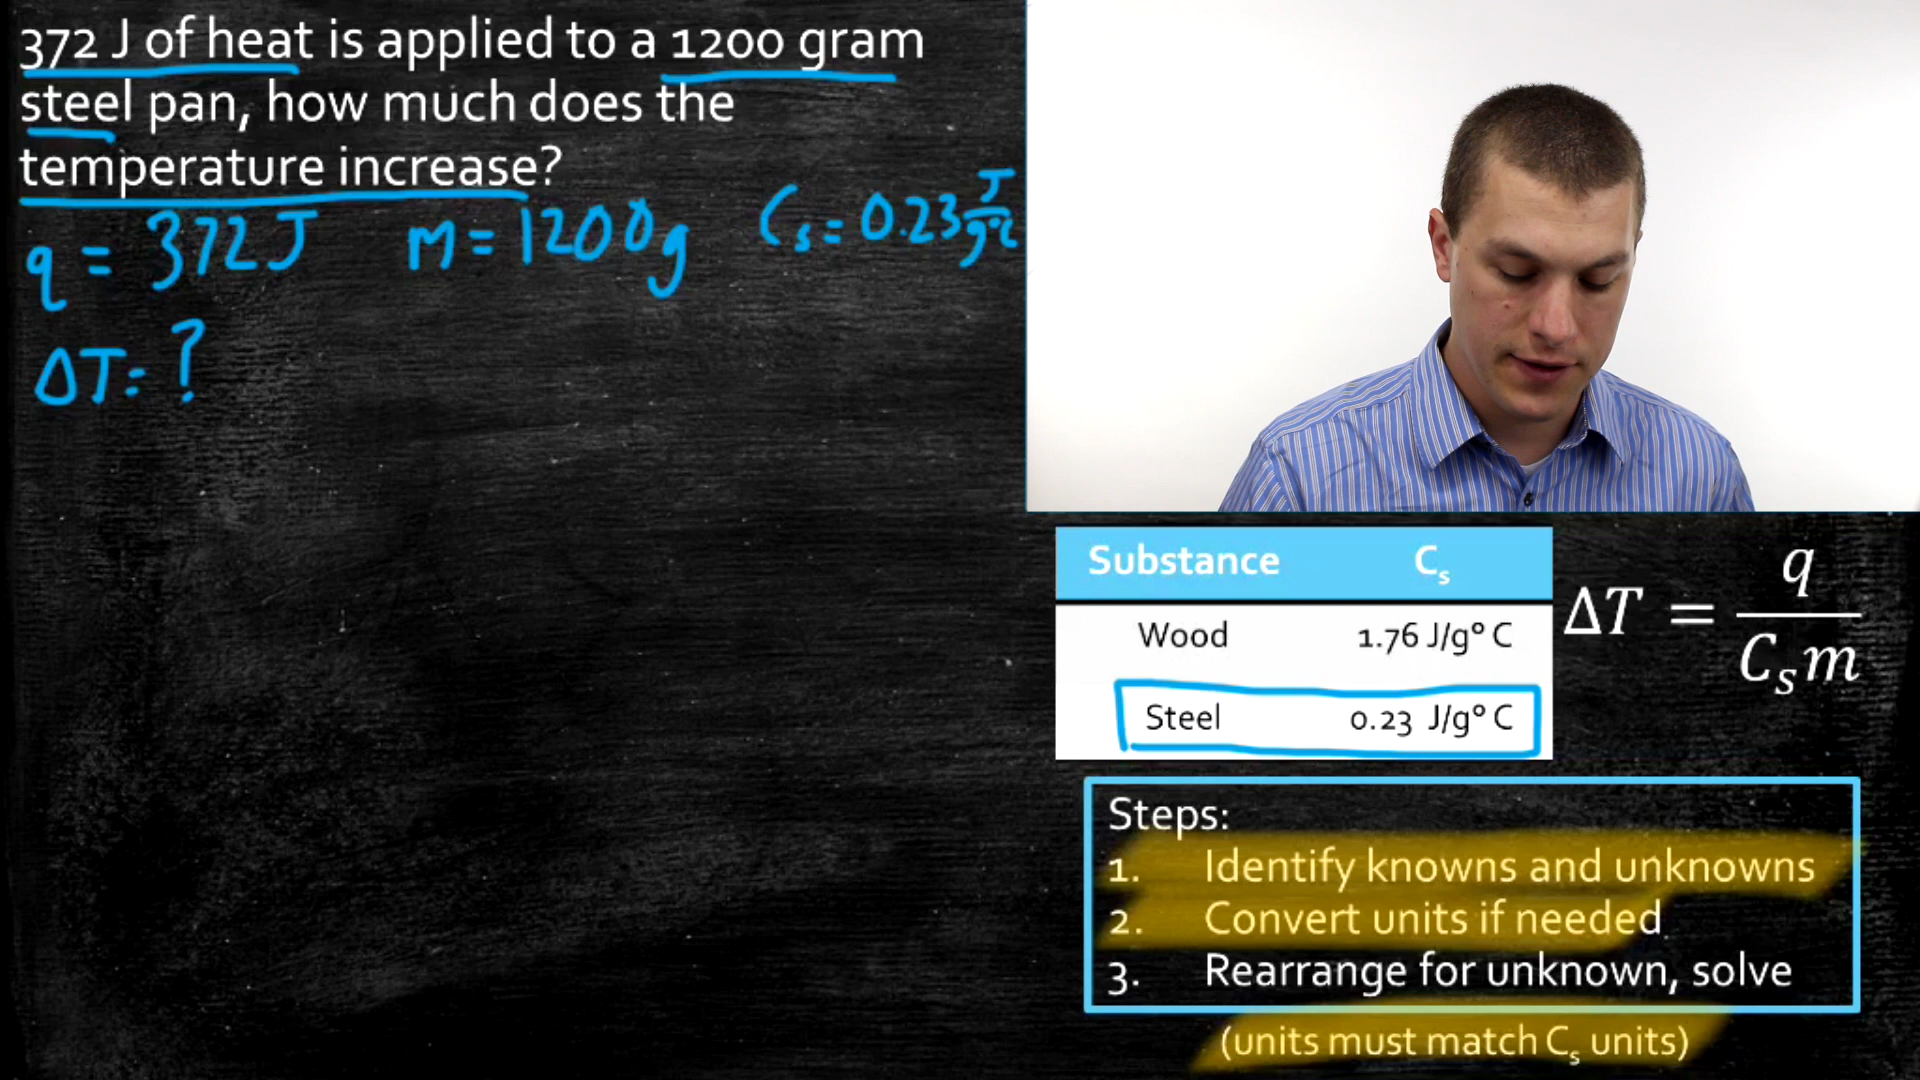 372 J of heat is applied to a 1200 gram
steel pan, how much does the
temperature increase?
q = 372 J m = 1200g Cs = 0.23 J/g°C
ΔT = ?
Substance Cs
Wood 1.76 J/g° C
Steel 0.23 J/g° C
ΔT = q / Csm
Steps:
1. Identify knowns and unknowns
2. Convert units if needed
3. Rearrange for unknown, solve
(units must match Cs units)